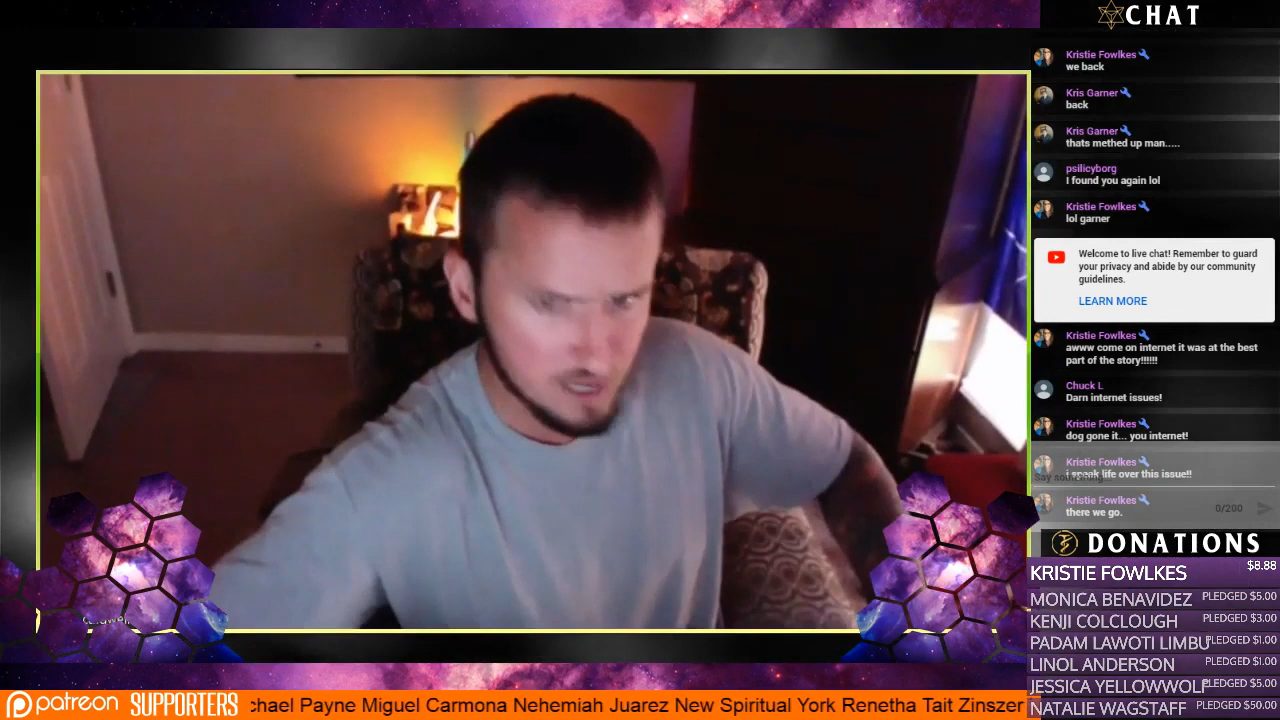 CHAT
Kristie Fowlkes
we back
Kris Garner
back
Kris Garner
thats methed up man.....
psilicyborg
I found you again lol
Kristie Fowlkes
lol garner
Welcome to live chat! Remember to guard
your privacy and abide by our community
guidelines.
LEARN MORE
Kristie Fowlkes
awww come on internet it was at the best
part of the story!!!!!!
Chuck L
Darn internet issues!
Kristie Fowlkes
dog gone it... you internet!
Kristie Fowlkes
i speak life over this issue!!
Say something...
Kristie Fowlkes
there we go.
0/200
DONATIONS
KRISTIE FOWLKES $8.88
MONICA BENAVIDEZ PLEDGED $5.00
KENJI COLCLOUGH PLEDGED $3.00
PADAM LAWOTI LIMBU PLEDGED $1.00
LINOL ANDERSON PLEDGED $1.00
JESSICA YELLOWWOLF PLEDGED $5.00
NATALIE WAGSTAFF PLEDGED $50.00
patreon SUPPORTERS chael Payne Miguel Carmona Nehemiah Juarez New Spiritual York Renetha Tait Zinszer